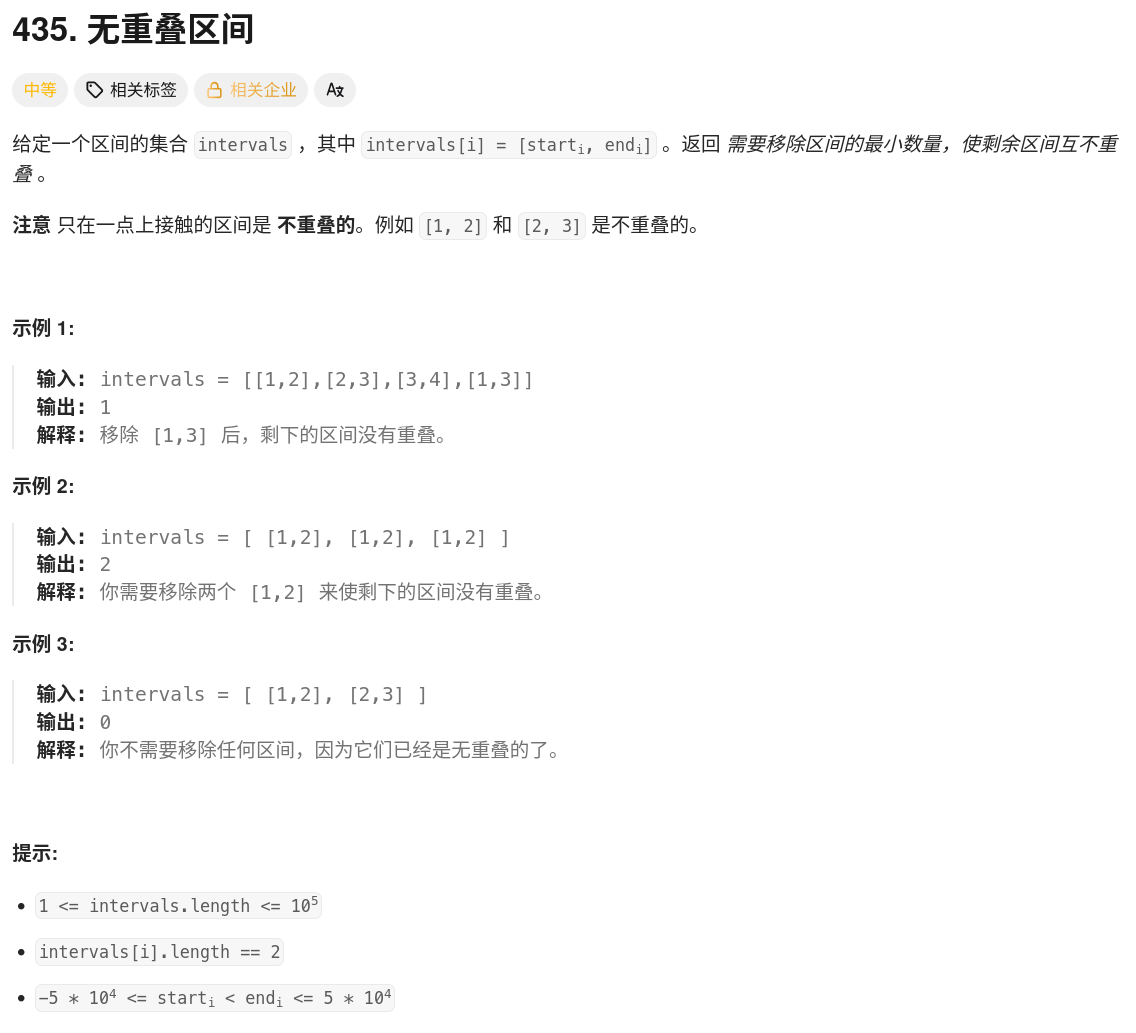 435. 无重叠区间
中等 相关标签 相关企业 A文
给定一个区间的集合 intervals ，其中 intervals[i] = [starti, endi] 。返回 需要移除区间的最小数量，使剩余区间互不重
叠 。
注意 只在一点上接触的区间是 不重叠的。例如 [1, 2] 和 [2, 3] 是不重叠的。
示例 1:
输入: intervals = [[1,2],[2,3],[3,4],[1,3]]
输出: 1
解释: 移除 [1,3] 后，剩下的区间没有重叠。
示例 2:
输入: intervals = [ [1,2], [1,2], [1,2] ]
输出: 2
解释: 你需要移除两个 [1,2] 来使剩下的区间没有重叠。
示例 3:
输入: intervals = [ [1,2], [2,3] ]
输出: 0
解释: 你不需要移除任何区间，因为它们已经是无重叠的了。
提示:
• 1 <= intervals.length <= 10⁵
• intervals[i].length == 2
• -5 * 10⁴ <= starti < endi <= 5 * 10⁴